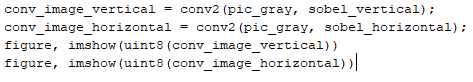 conv_image_vertical = conv2(pic_gray, sobel_vertical);
conv_image_horizontal = conv2(pic_gray, sobel_horizontal);
figure, imshow(uint8(conv_image_vertical))
figure, imshow(uint8(conv_image_horizontal))